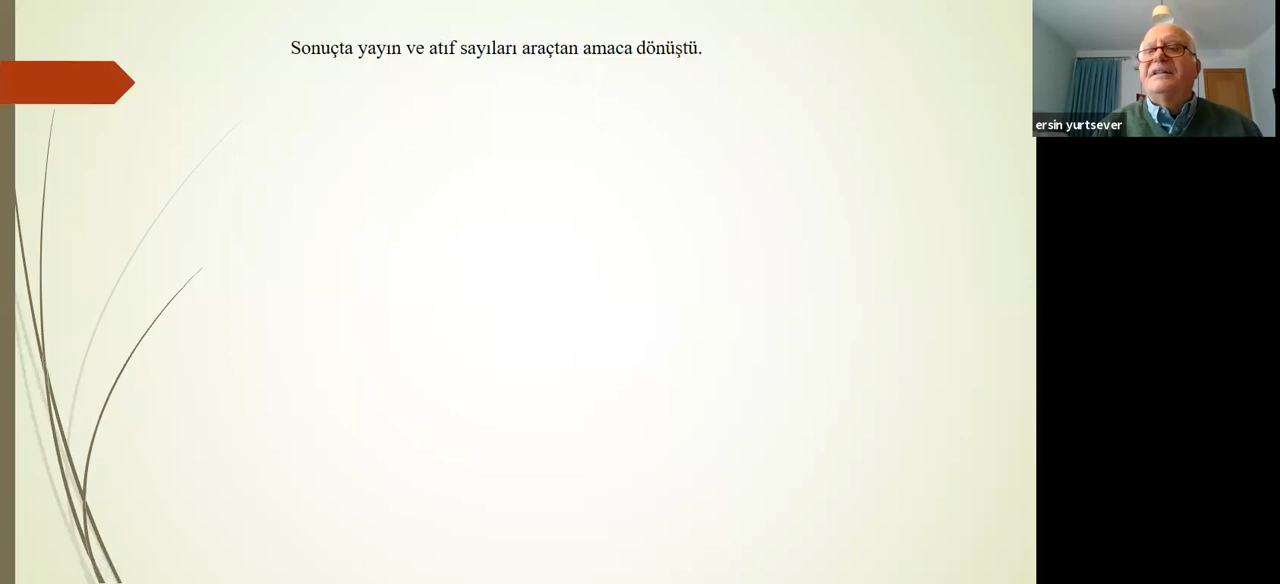 Sonuçta yayın ve atıf sayıları araçtan amaca dönüştü.
ersin yurtsever